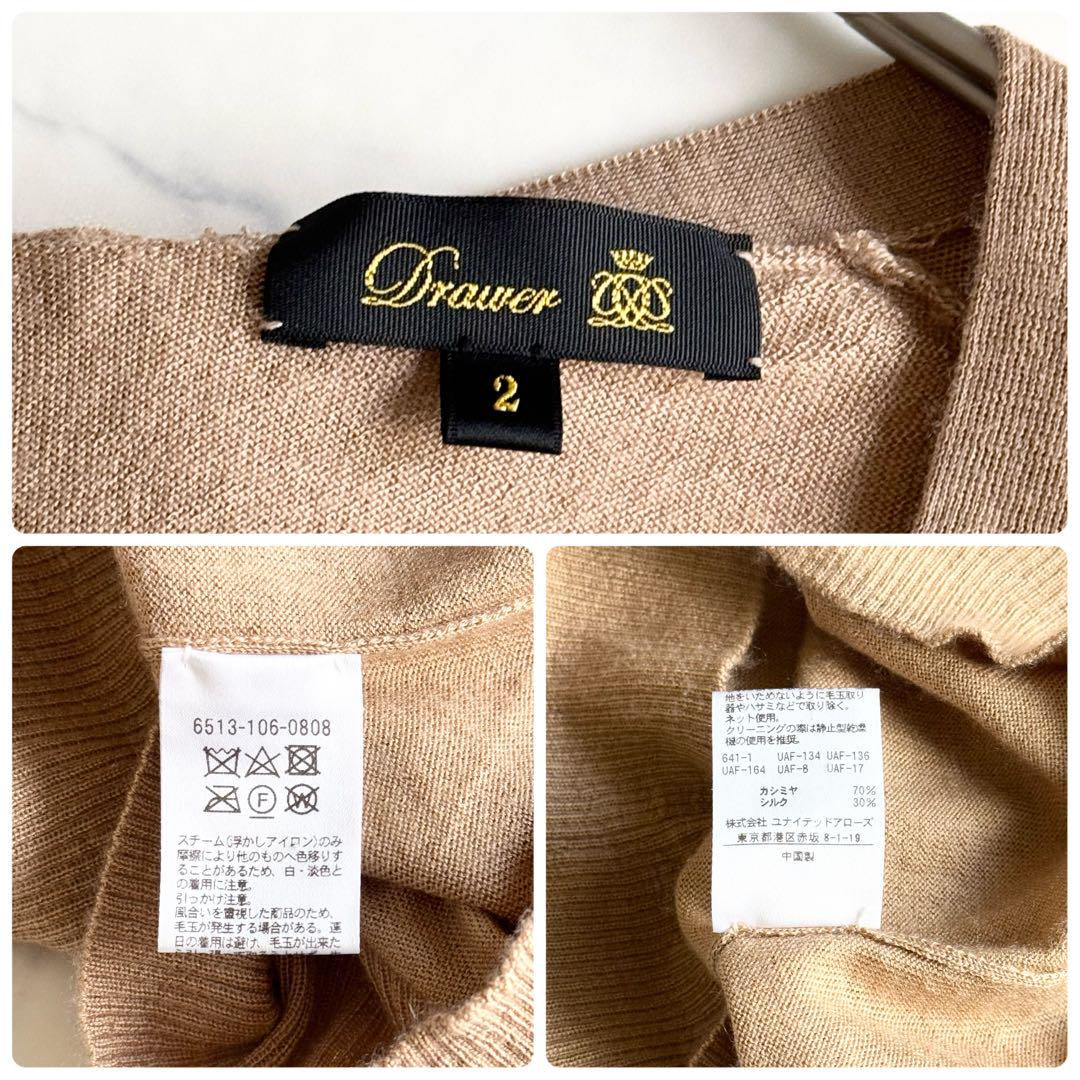 Drawer
2
6513-106-0808
F
W
スチーム(浮かしアイロン)のみ
摩擦により他のものへ色移りす
ることがあるため、白・淡色と
の着用に注意。
引っかけ注意。
風合いを重視した商品のため、
毛玉が発生する場合がある。連
日の着用は避け、毛玉が出来た
地をいためないように毛玉取り
器やハサミなどで取り除く。
ネット使用。
クリーニングの際は静止型乾燥
機の使用を推奨。
641-1 UAF-134 UAF-136
UAF-164 UAF-8 UAF-17
カシミヤ 70%
シルク 30%
株式会社 ユナイテッドアローズ
東京都港区赤坂 8-1-19
中国製